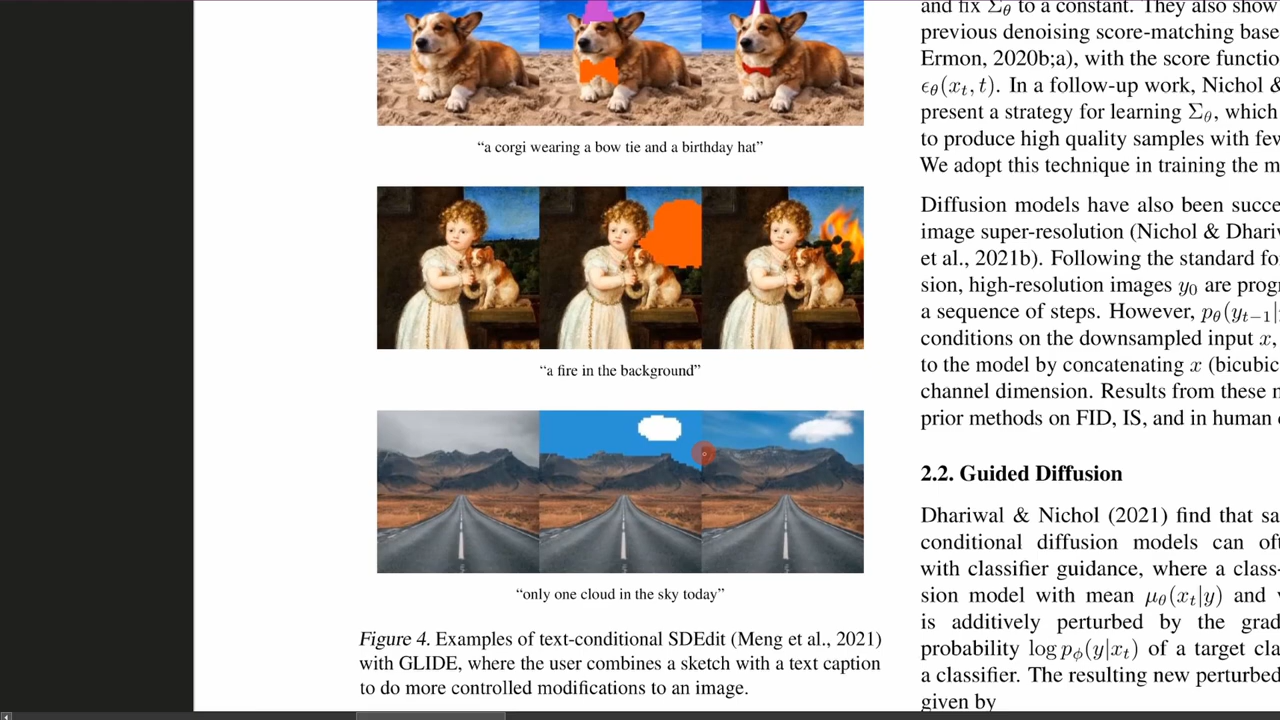 “a corgi wearing a bow tie and a birthday hat”
“a fire in the background”
“only one cloud in the sky today”
Figure 4. Examples of text-conditional SDEdit (Meng et al., 2021)
with GLIDE, where the user combines a sketch with a text caption
to do more controlled modifications to an image.
and fix Σθ to a constant. They also show
previous denoising score-matching base
Ermon, 2020b;a), with the score functio
ϵθ(xt, t). In a follow-up work, Nichol &
present a strategy for learning Σθ, which
to produce high quality samples with few
We adopt this technique in training the m
Diffusion models have also been succe
image super-resolution (Nichol & Dhariw
et al., 2021b). Following the standard fo
sion, high-resolution images y0 are prog
a sequence of steps. However, pθ(yt−1|
conditions on the downsampled input x,
to the model by concatenating x (bicubic
channel dimension. Results from these m
prior methods on FID, IS, and in human
2.2. Guided Diffusion
Dhariwal & Nichol (2021) find that sa
conditional diffusion models can oft
with classifier guidance, where a class-
sion model with mean μθ(xt|y) and
is additively perturbed by the grad
probability log pϕ(y|xt) of a target cla
a classifier. The resulting new perturbed
given by